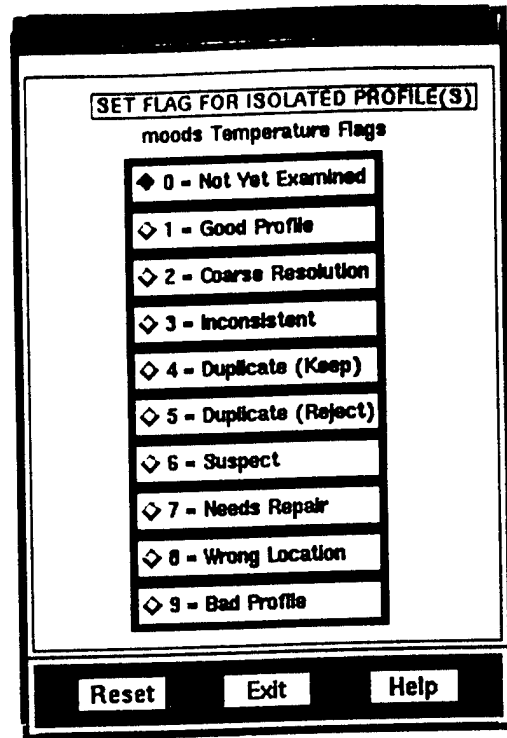 SET FLAG FOR ISOLATED PROFILE(S)
moods Temperature Flags
0 - Not Yet Examined
1 - Good Profile
2 - Coarse Resolution
3 - Inconsistent
4 - Duplicate (Keep)
5 - Duplicate (Reject)
6 - Suspect
7 - Needs Repair
8 - Wrong Location
9 - Bad Profile
Reset Exit Help